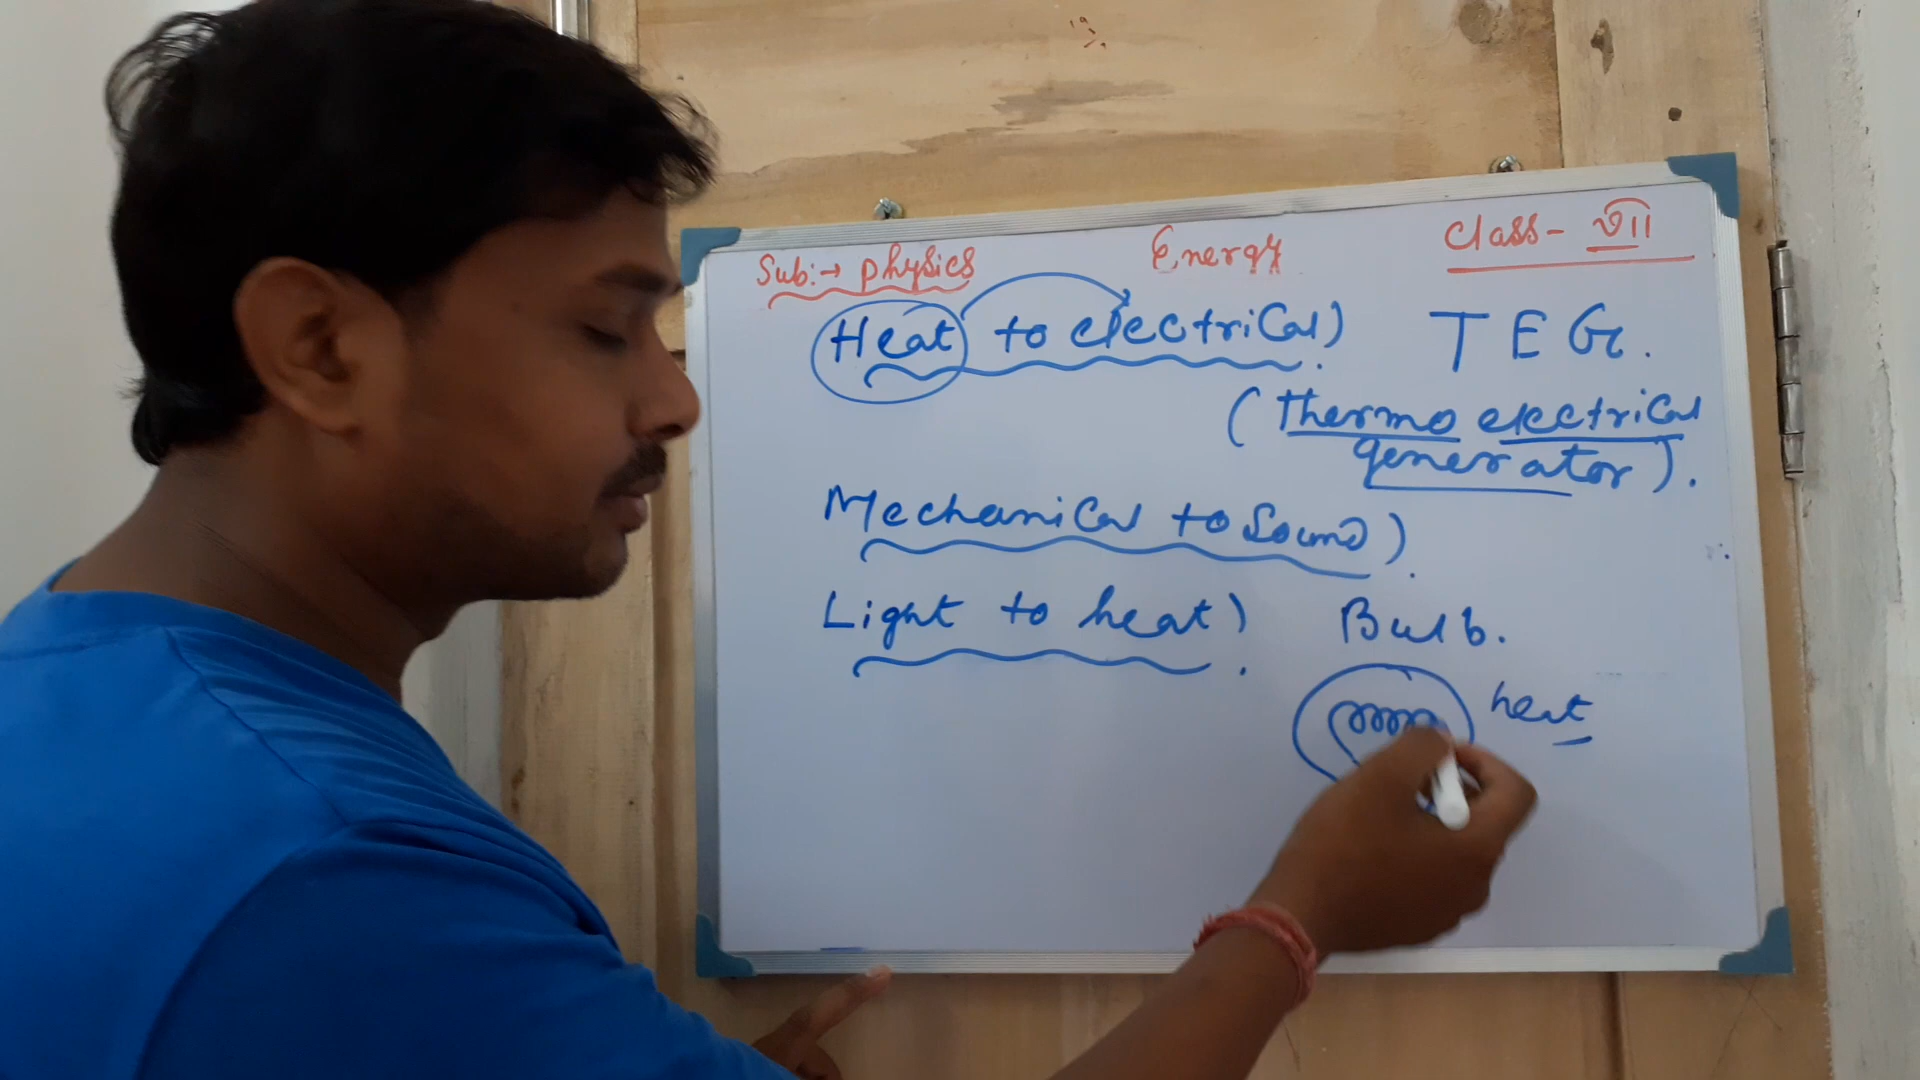 Sub:→ physics
Energy
Class- VII
Heat to electrical)
T E G.
(thermo electrical
generator).
Mechanical to Sound)
Light to heat)
Bulb.
heat